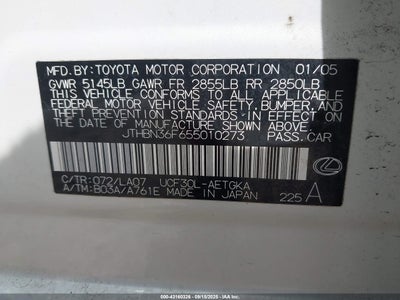 MFD. BY: TOYOTA MOTOR CORPORATION 01/05
GVWR 5145LB GAWR FR 2855LB RR 2850LB
THIS VEHICLE CONFORMS TO ALL APPLICABLE
FEDERAL MOTOR VEHICLE SAFETY, BUMPER, AND
THEFT PREVENTION STANDARDS IN EFFECT ON
THE DATE OF MANUFACTURE SHOWN ABOVE.
JTHBN36F655010273 PASS.CAR
C/TR: 072/LA07 UCF30L-AETGKA
A/TM: B03A/A761E MADE IN JAPAN 225 A